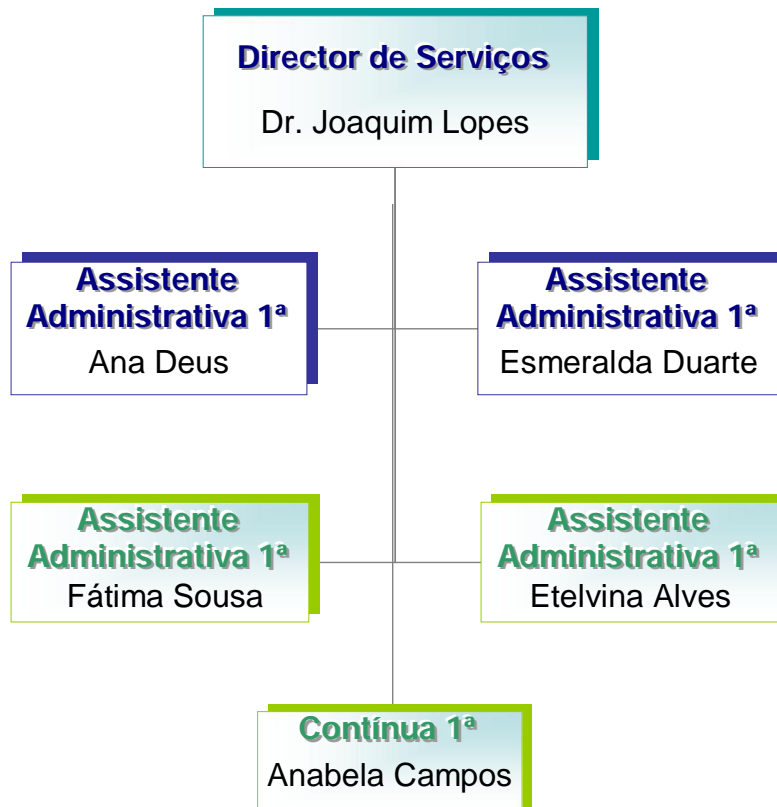 Director de Serviços
Dr. Joaquim Lopes
Assistente
Administrativa 1ª
Ana Deus
Assistente
Administrativa 1ª
Esmeralda Duarte
Assistente
Administrativa 1ª
Fátima Sousa
Assistente
Administrativa 1ª
Etelvina Alves
Contínua 1ª
Anabela Campos